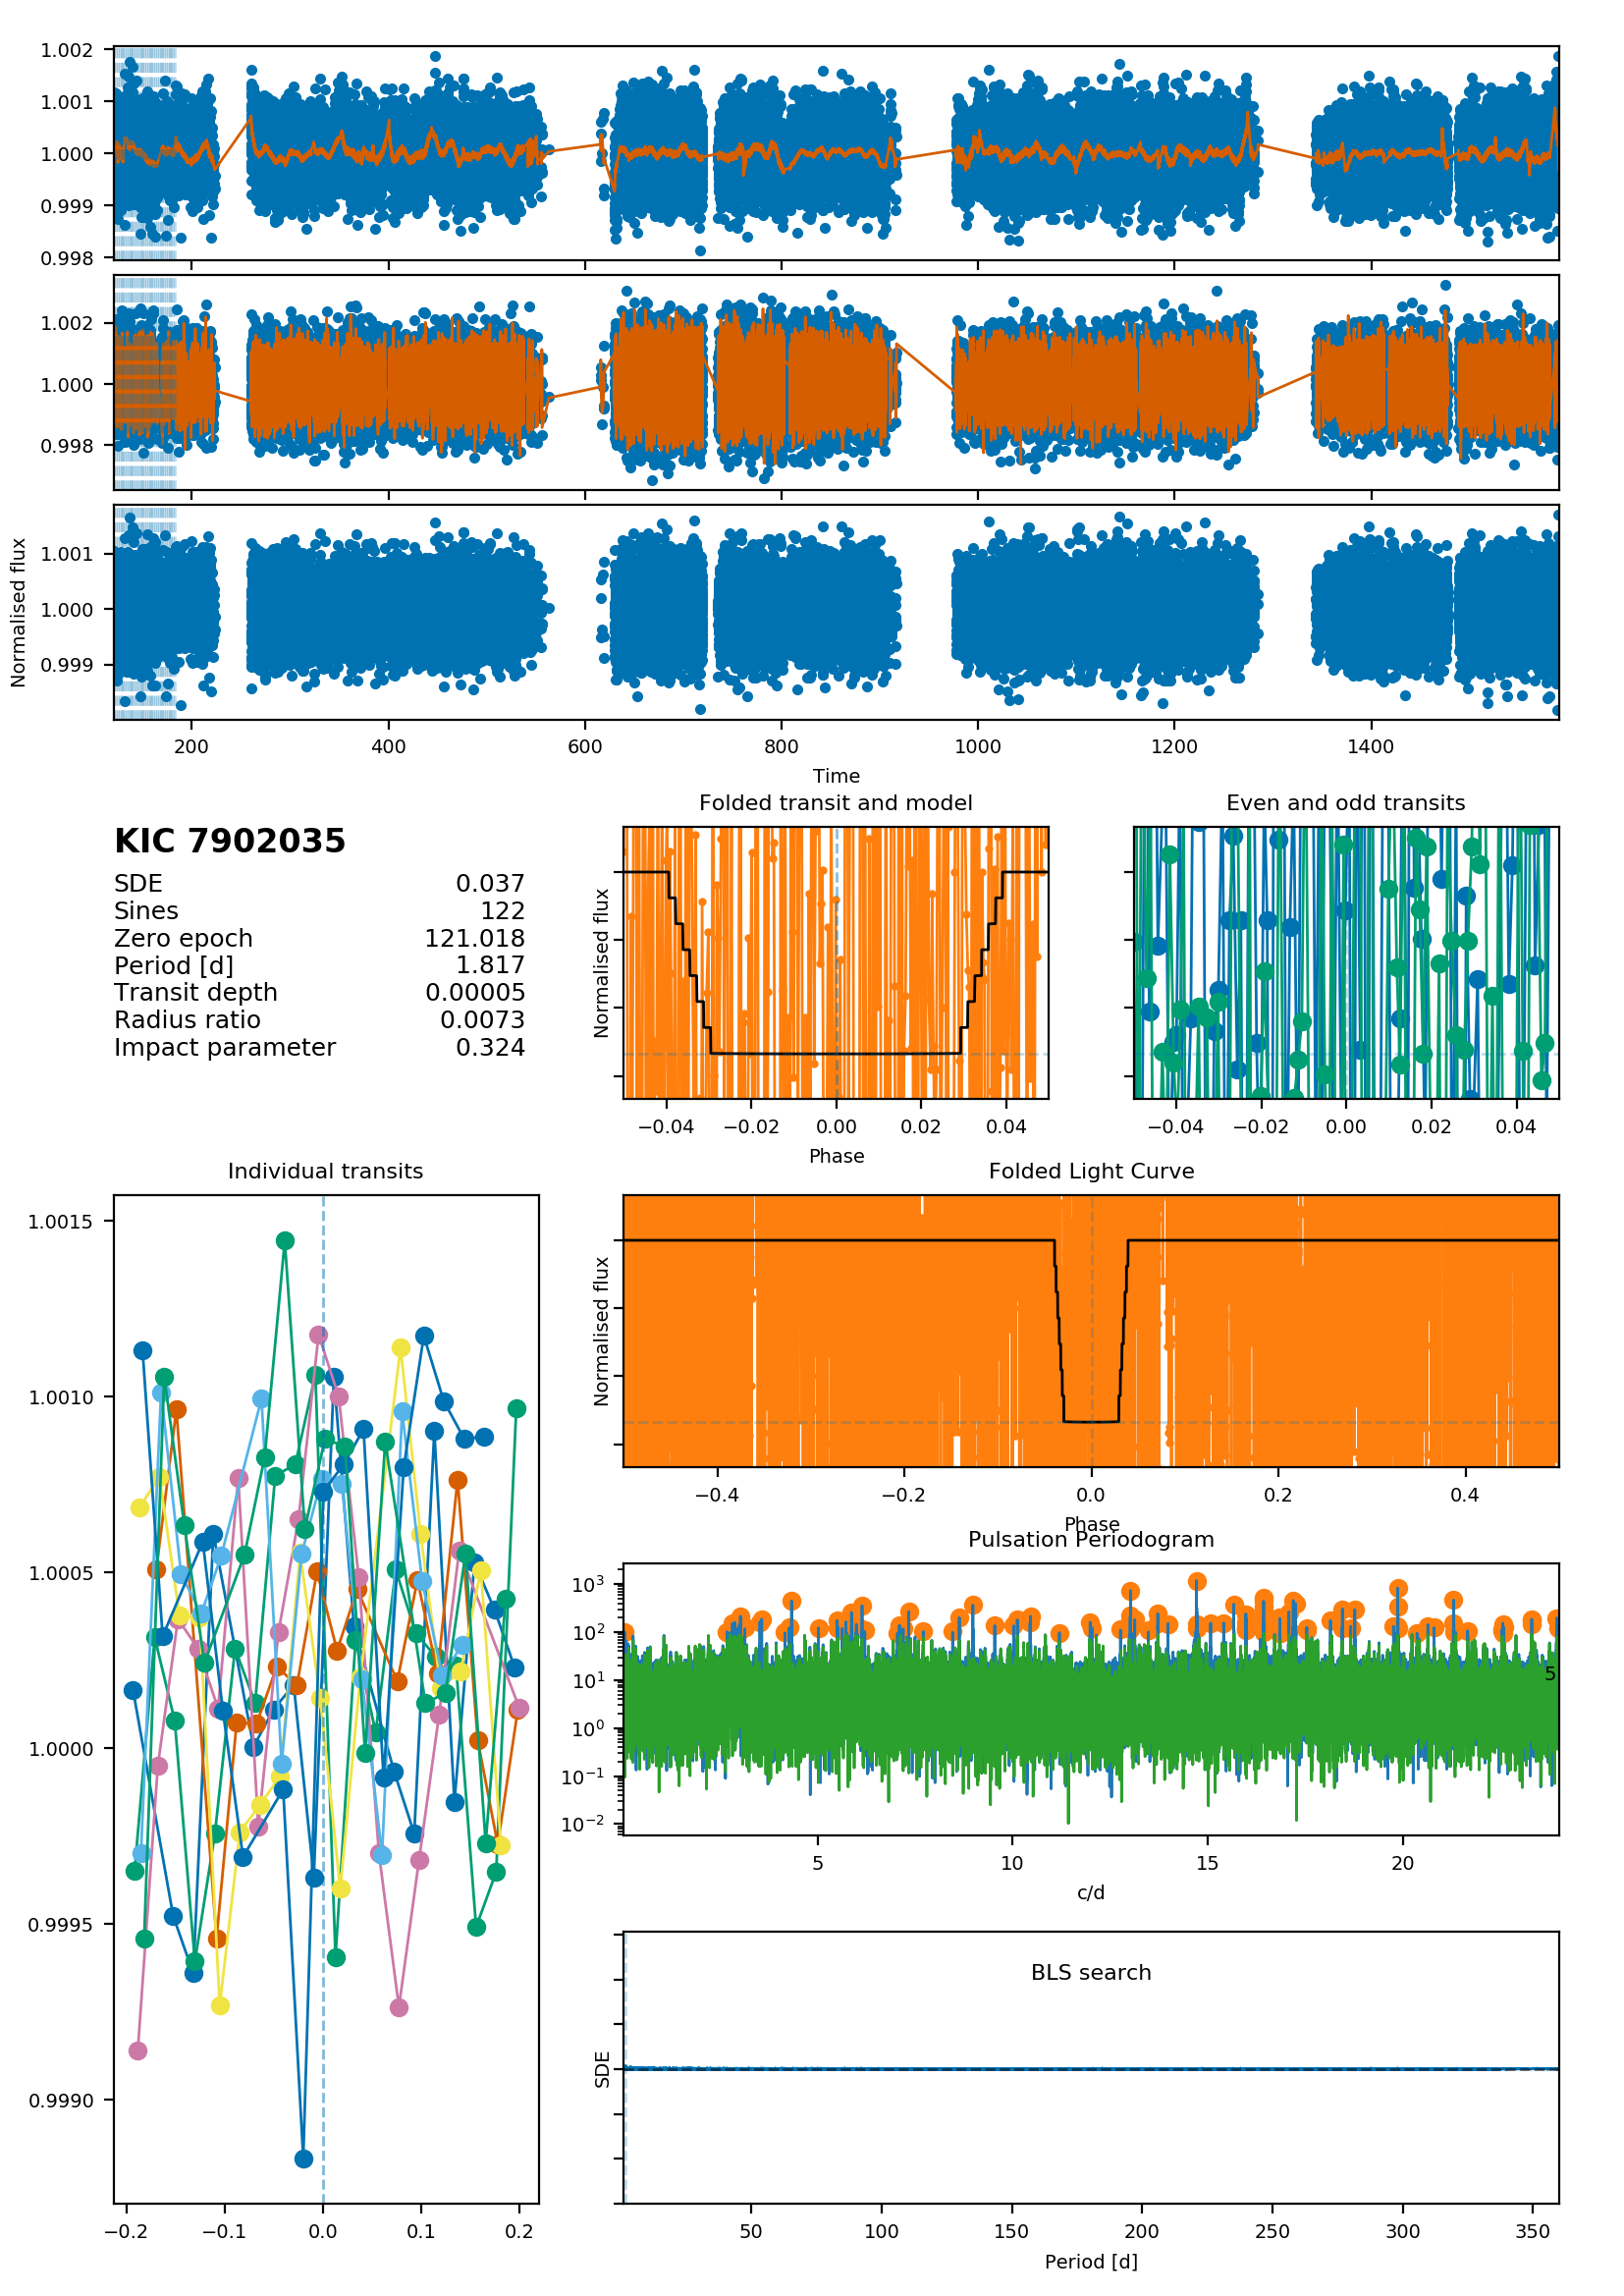 1.002
1.001
1.000
0.999
0.998
1.002
1.000
0.998
1.001
1.000
0.999
Normalised flux
200 400 600 800 1000 1200 1400
Time
KIC 7902035
SDE 0.037
Sines 122
Zero epoch 121.018
Period [d] 1.817
Transit depth 0.00005
Radius ratio 0.0073
Impact parameter 0.324
Folded transit and model
Normalised flux
−0.04 −0.02 0.00 0.02 0.04
Phase
Even and odd transits
−0.04 −0.02 0.00 0.02 0.04
Individual transits
1.0015
1.0010
1.0005
1.0000
0.9995
0.9990
−0.2 −0.1 0.0 0.1 0.2
Folded Light Curve
Normalised flux
−0.4 −0.2 0.0 0.2 0.4
Phase
Pulsation Periodogram
10³
10²
10¹
10⁰
10⁻¹
10⁻²
5
5 10 15 20
c/d
BLS search
SDE
50 100 150 200 250 300 350
Period [d]